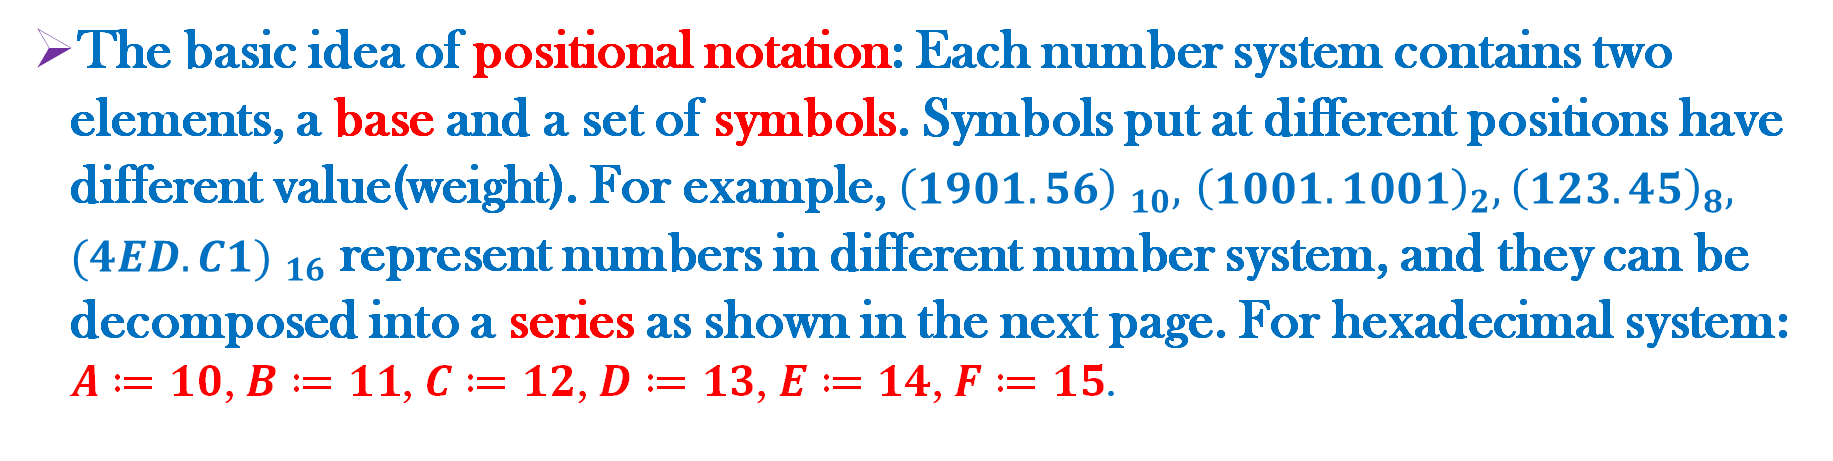 ➢The basic idea of positional notation: Each number system contains two
elements, a base and a set of symbols. Symbols put at different positions have
different value(weight). For example, (1901.56) ₁₀, (1001.1001)₂, (123.45)₈,
(4ED.C1) ₁₆ represent numbers in different number system, and they can be
decomposed into a series as shown in the next page. For hexadecimal system:
A ≔ 10, B ≔ 11, C ≔ 12, D ≔ 13, E ≔ 14, F ≔ 15.